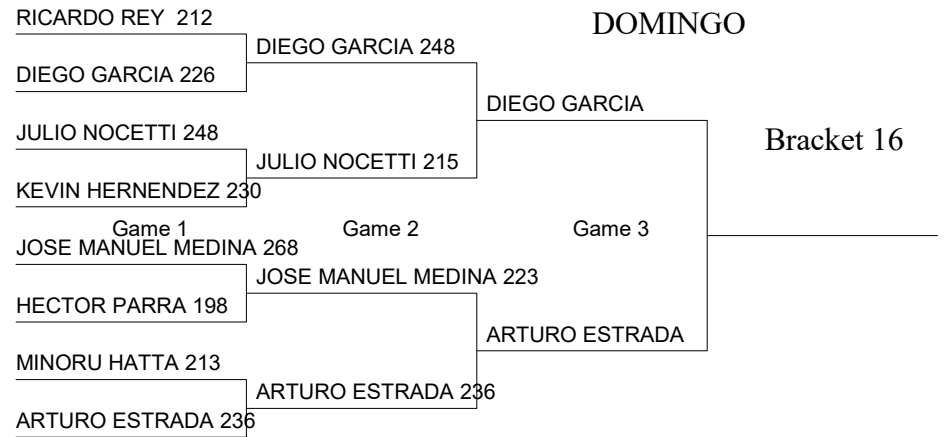 RICARDO REY 212
DOMINGO
DIEGO GARCIA 248
DIEGO GARCIA 226
DIEGO GARCIA
JULIO NOCETTI 248
Bracket 16
JULIO NOCETTI 215
KEVIN HERNENDEZ 230
Game 1
Game 2
Game 3
JOSE MANUEL MEDINA 268
JOSE MANUEL MEDINA 223
HECTOR PARRA 198
ARTURO ESTRADA
MINORU HATTA 213
ARTURO ESTRADA 236
ARTURO ESTRADA 236